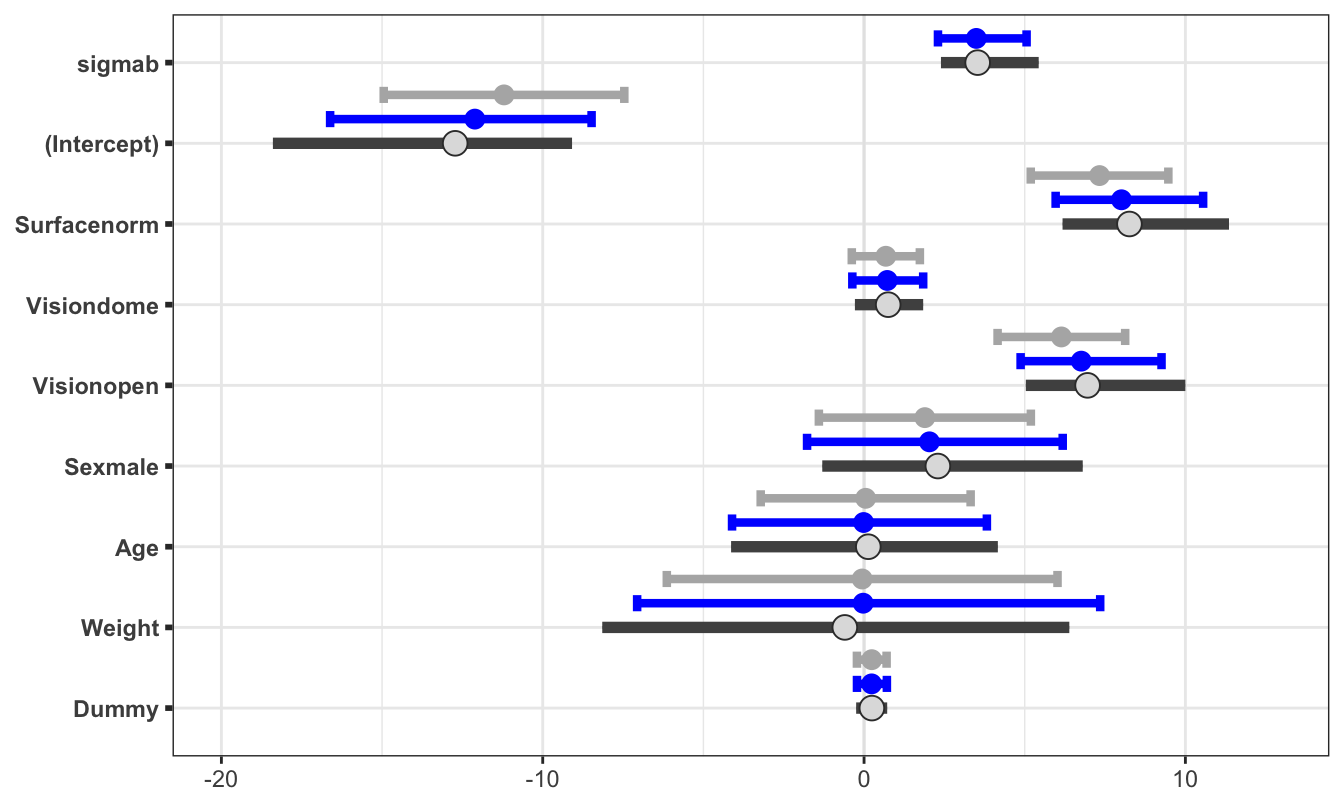 sigmab
(Intercept)
Surfacenorm
Visiondome
Visionopen
Sexmale
Age
Weight
Dummy
-20 -10 0 10